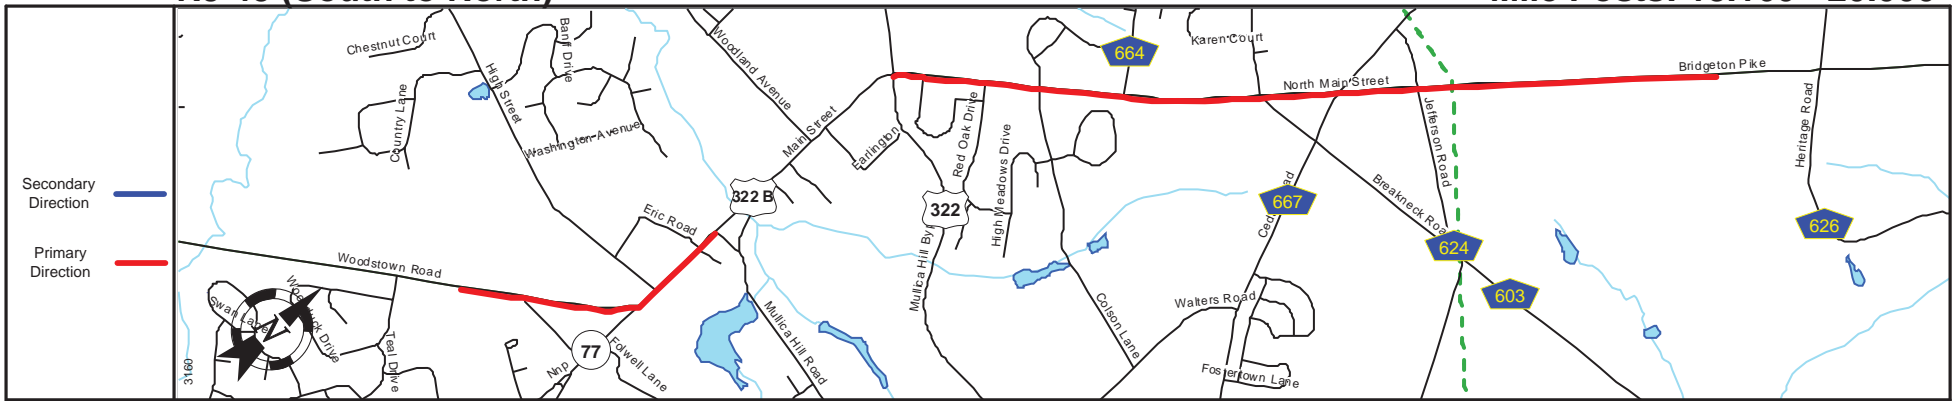 Secondary
Direction
Primary
Direction
Chestnut Court
Banff Drive
High Street
Country Lane
Washington Avenue
Woodland Avenue
Main Street
Earlington
Red Oak Drive
High Meadows Drive
664
Karen Court
North Main Street
Bridgeton Pike
Jefferson Road
Heritage Road
322 B
322
Eric Road
667
Breakneck Road
624
626
603
Woodstown Road
Mullica Hill By
Swan Lane
Teal Drive
N
77
Nnp
Folwell Lane
Mullica Hill Road
Colson Lane
Walters Road
Fostertown Lane
3160